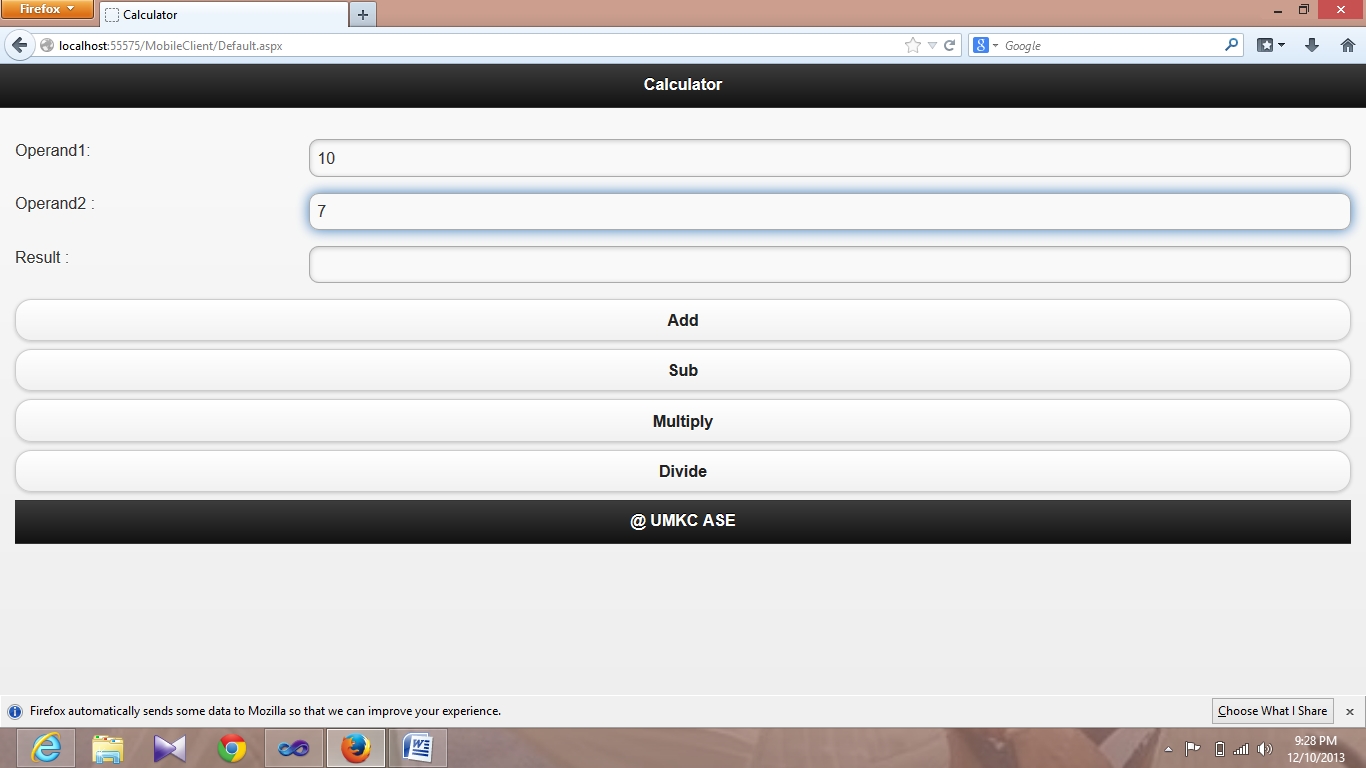 Firefox
Calculator
localhost:55575/MobileClient/Default.aspx
Google
Calculator
Operand1:
10
Operand2 :
7
Result :
Add
Sub
Multiply
Divide
@ UMKC ASE
Firefox automatically sends some data to Mozilla so that we can improve your experience.
Choose What I Share
9:28 PM
12/10/2013